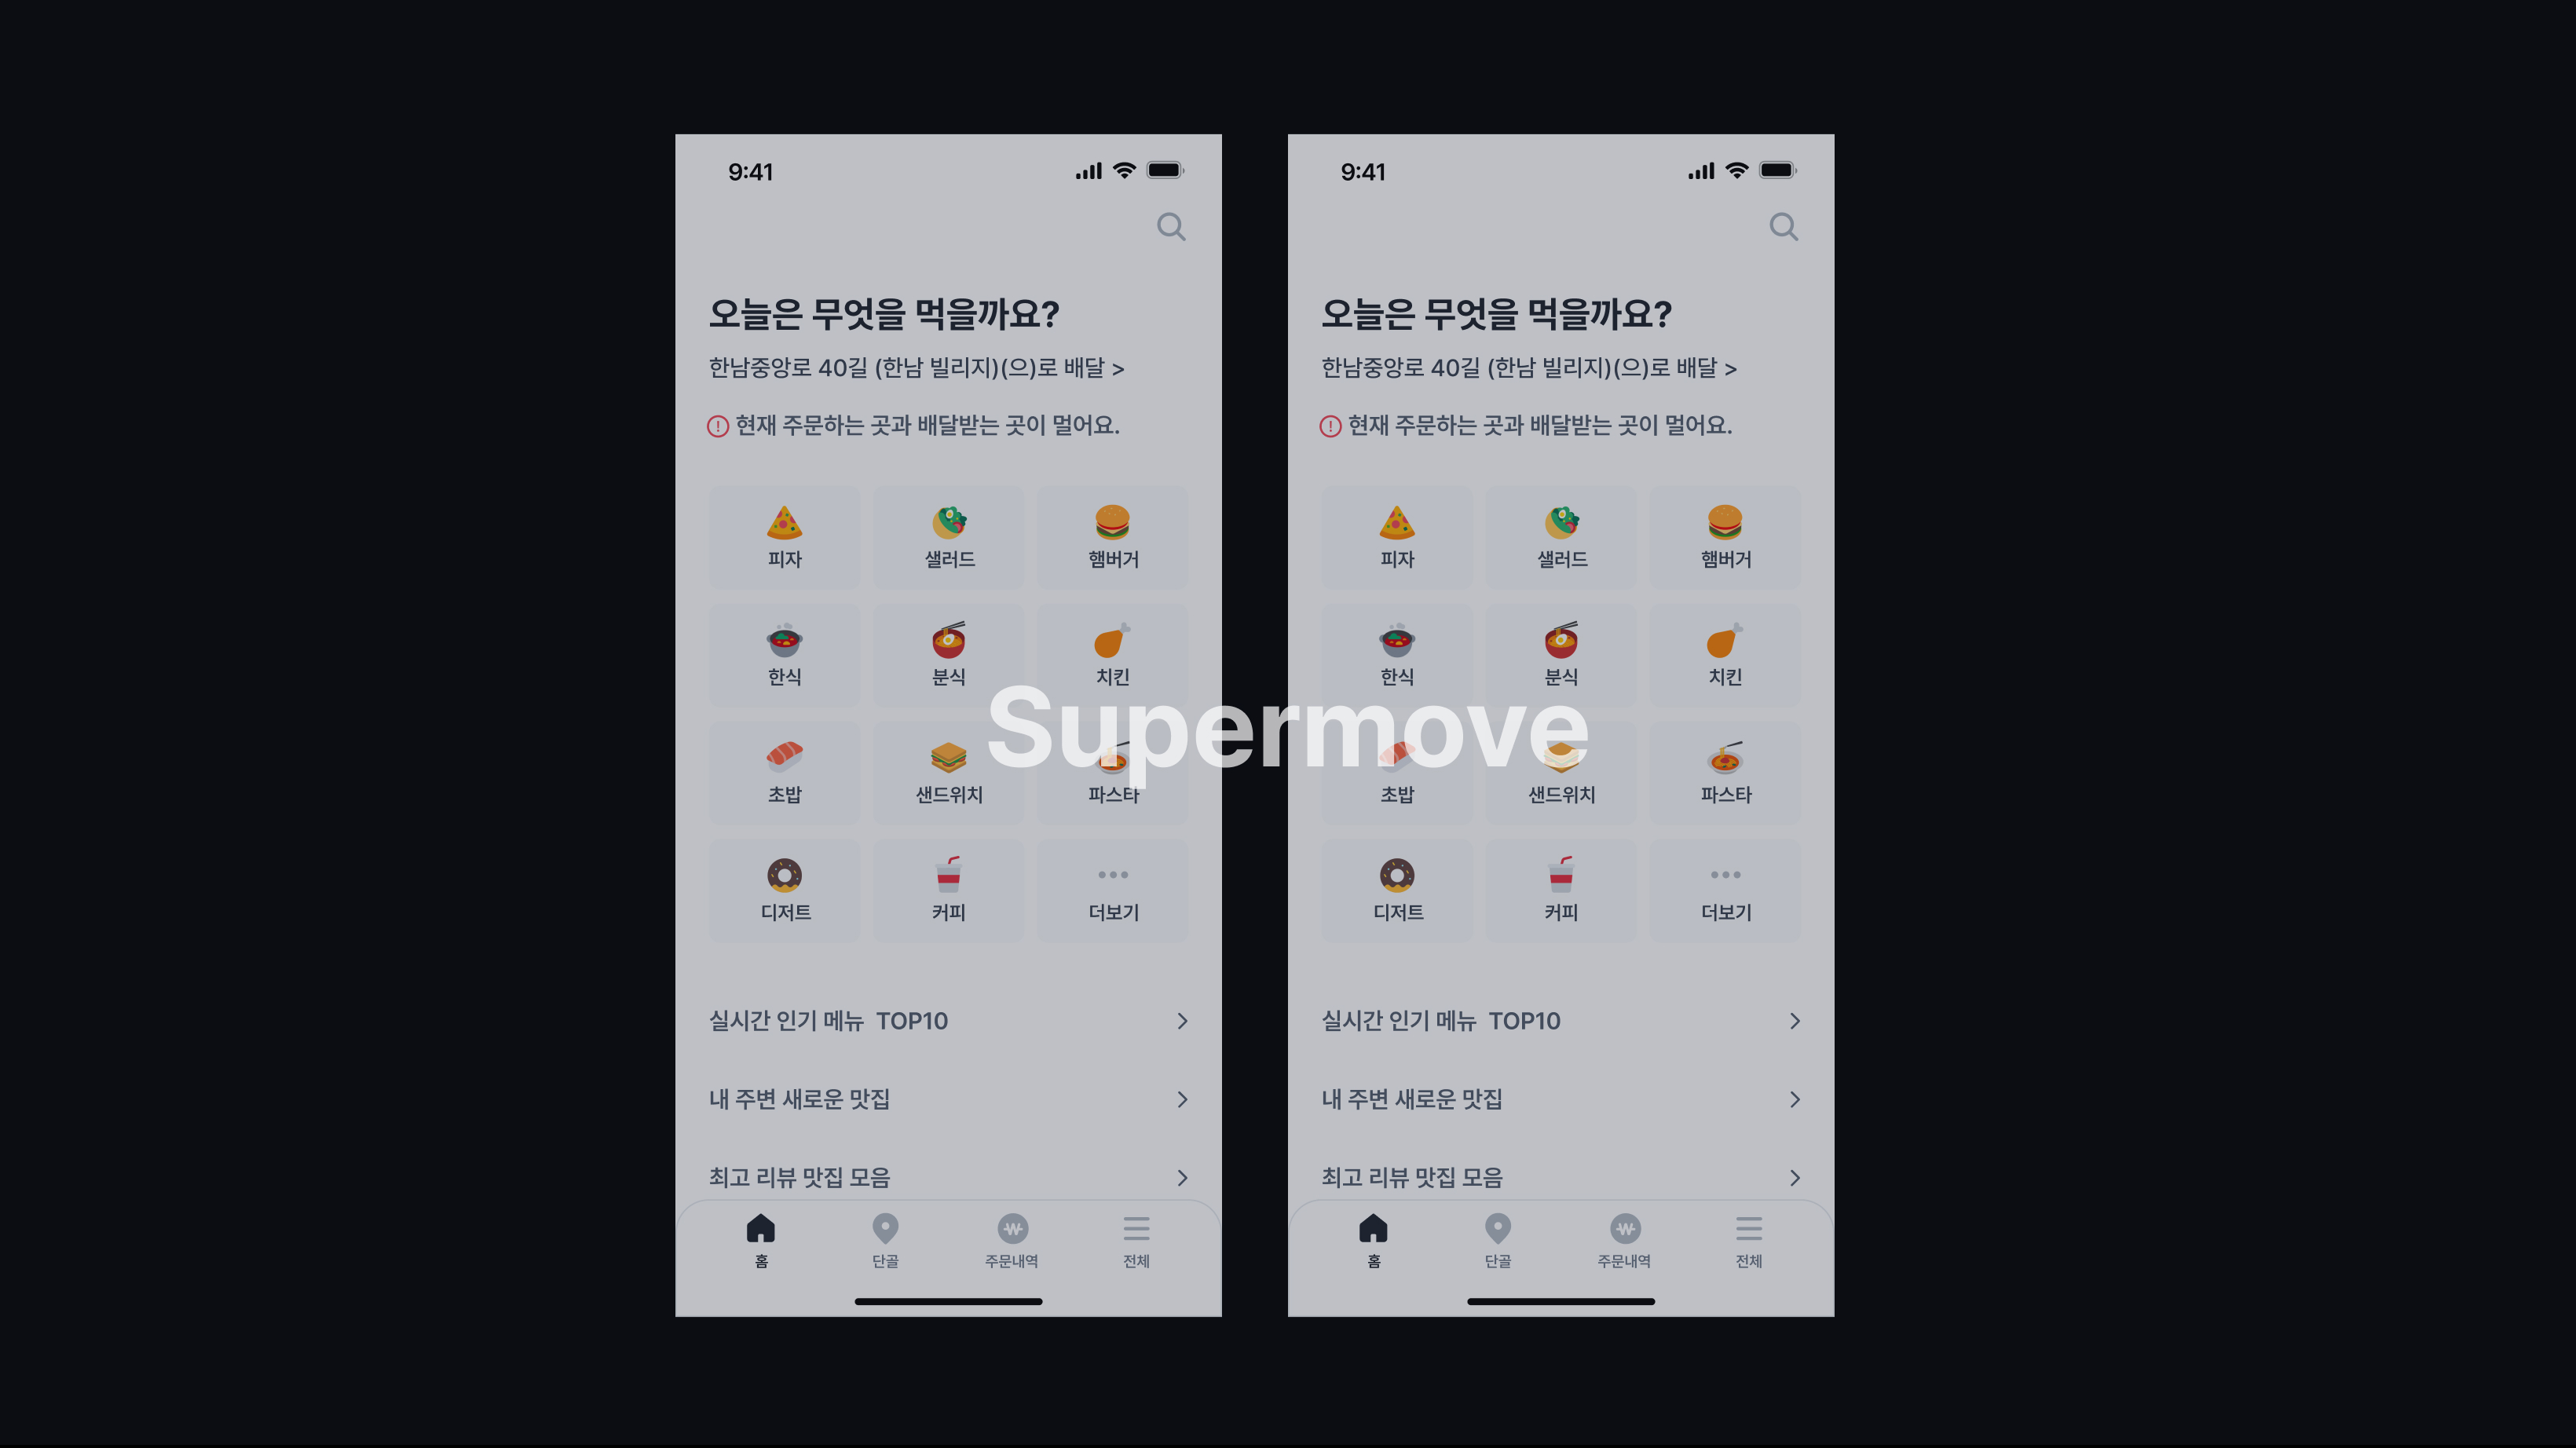 9:41
오늘은 무엇을 먹을까요?
한남중앙로 40길 (한남 빌리지)(으)로 배달 >
현재 주문하는 곳과 배달받는 곳이 멀어요.
피자 샐러드 햄버거
한식 분식 치킨
초밥 샌드위치 파스타
디저트 커피 더보기
실시간 인기 메뉴 TOP10
내 주변 새로운 맛집
최고 리뷰 맛집 모음
홈 단골 주문내역 전체
9:41
오늘은 무엇을 먹을까요?
한남중앙로 40길 (한남 빌리지)(으)로 배달 >
현재 주문하는 곳과 배달받는 곳이 멀어요.
피자 샐러드 햄버거
한식 분식 치킨
초밥 샌드위치 파스타
디저트 커피 더보기
실시간 인기 메뉴 TOP10
내 주변 새로운 맛집
최고 리뷰 맛집 모음
홈 단골 주문내역 전체
Supermove